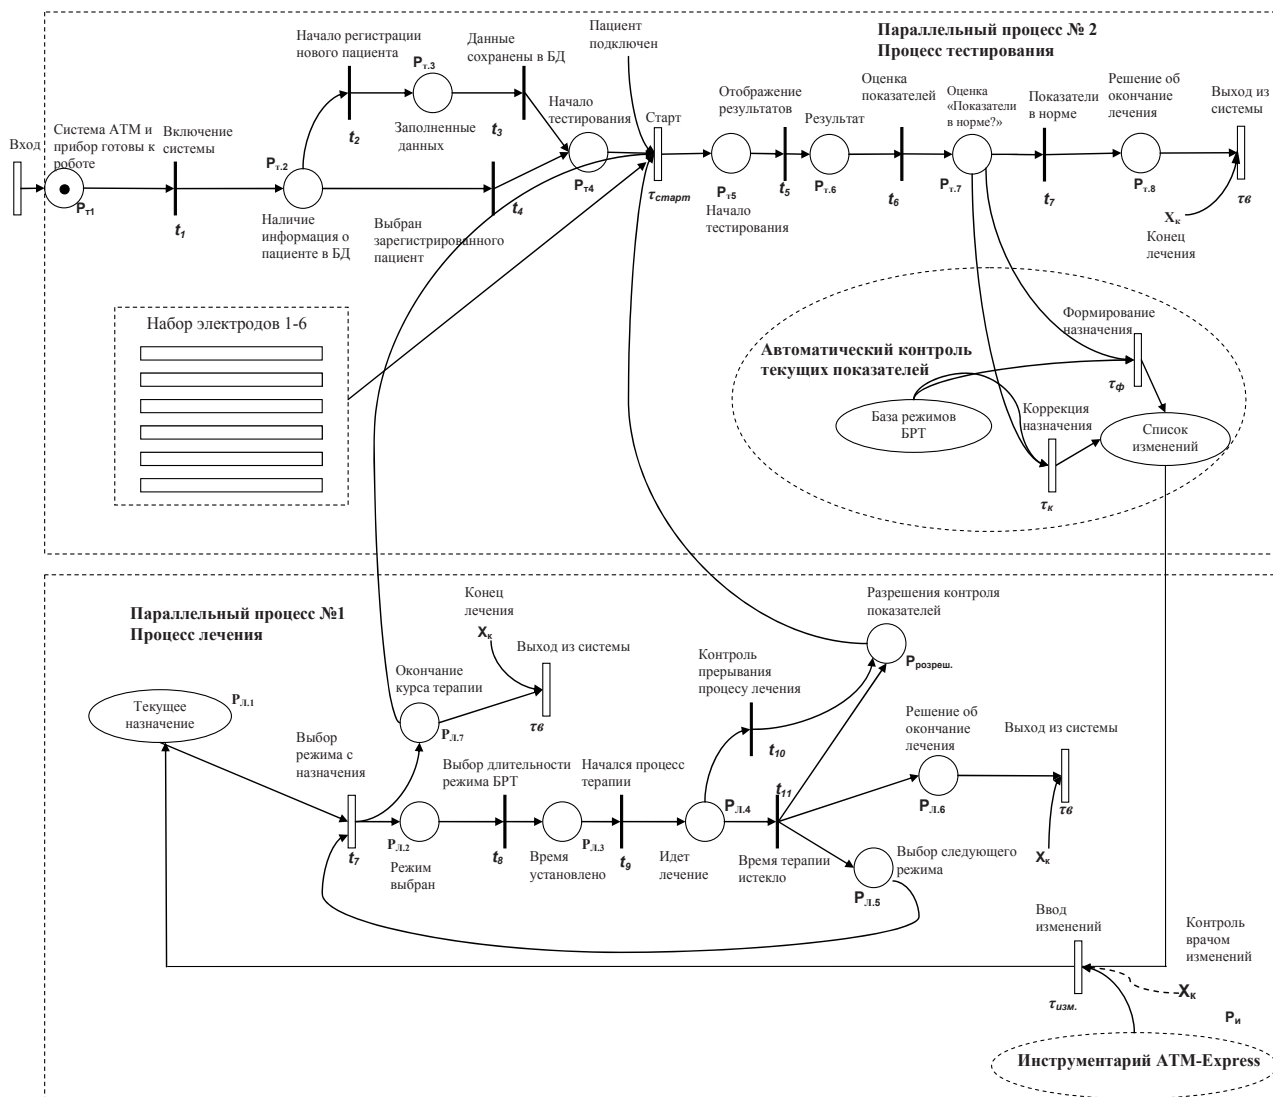 Параллельный процесс № 2
Процесс тестирования
Пациент
подключен
Начало регистрации
нового пациента
Данные
сохранены в БД
Pт.3
t2
Заполненные
данных
t3
Начало
тестирования
Pт4
Старт
τстарт
Отображение
результатов
Pт5
Начало
тестирования
t5
Результат
Pт.6
Оценка
показателей
t6
Оценка
«Показатели
в норме?»
Pт.7
Показатели
в норме
t7
Решение об
окончание
лечения
Pт.8
Выход из
системы
τв
Xк
Конец
лечения
Вход
Система АТМ и
прибор готовы к
роботе
Pт1
Включение
системы
t1
Pт.2
Наличие
информация о
пациенте в БД
t4
Выбран
зарегистрированного
пациент
Набор электродов 1-6
Автоматический контроль
текущих показателей
Формирование
назначения
τф
База режимов
БРТ
Коррекция
назначения
τк
Список
изменений
Параллельный процесс №1
Процесс лечения
Конец
лечения
Xк
Выход из системы
τв
Окончание
курса терапии
Pл.7
Разрешения контроля
показателей
Pрозреш.
Контроль
прерывания
процесу лечения
t10
Текущее
назначение
Pл.1
Выбор
режима с
назначения
t7
Выбор длительности
режима БРТ
Pл.2
Режим
выбран
t8
Время
установлено
Pл.3
Начался процесс
терапии
t9
Идет
лечение
Pл.4
t11
Время терапии
истекло
Решение об
окончание
лечения
Pл.6
Выход из системы
τв
Xк
Выбор следующего
режима
Pл.5
Ввод
изменений
τизм.
Контроль
врачом
изменений
Xк
Pи
Инструментарий ATM-Express